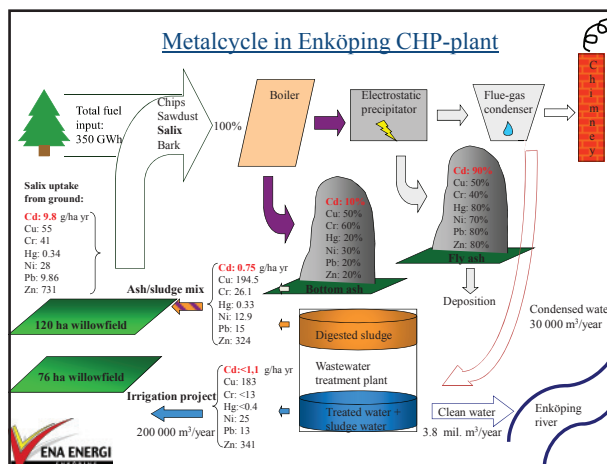 Metalcycle in Enköping CHP-plant
Total fuel
input:
350 GWh
Chips
Sawdust
Salix
Bark
100%
Boiler
Electrostatic
precipitator
Flue-gas
condenser
Chimney
Salix uptake
from ground:
Cd: 9.8 g/ha yr
Cu: 55
Cr: 41
Hg: 0.34
Ni: 28
Pb: 9.86
Zn: 731
Cd: 10%
Cu: 50%
Cr: 60%
Hg: 20%
Ni: 30%
Pb: 20%
Zn: 20%
Bottom ash
Cd: 90%
Cu: 50%
Cr: 40%
Hg: 80%
Ni: 70%
Pb: 80%
Zn: 80%
Fly ash
Deposition
Condensed water
30 000 m³/year
Ash/sludge mix
Cd: 0.75 g/ha yr
Cu: 194.5
Cr: 26.1
Hg: 0.33
Ni: 12.9
Pb: 15
Zn: 324
120 ha willowfield
Digested sludge
Wastewater
treatment plant
Treated water +
sludge water
76 ha willowfield
Irrigation project
200 000 m³/year
Cd:<1,1 g/ha yr
Cu: 183
Cr: <13
Hg:<0.4
Ni: 25
Pb: 13
Zn: 341
Clean water
3.8 mil. m³/year
Enköping
river
ENA ENERGI